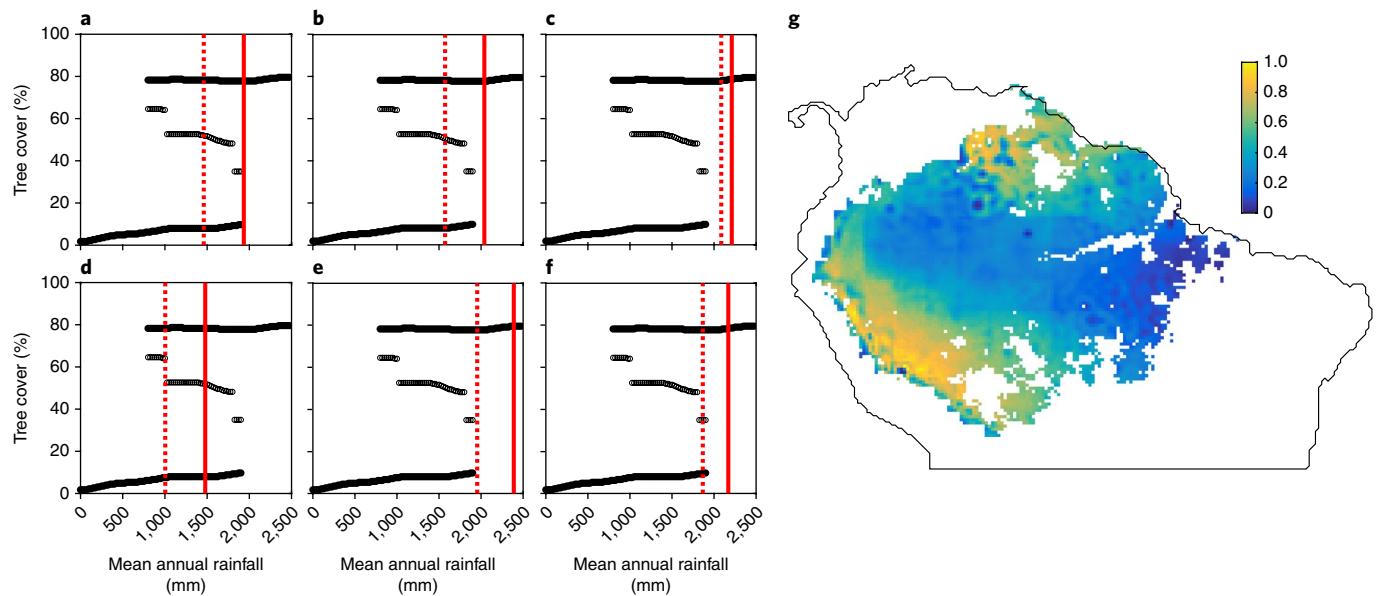 a
b
c
g
100
80
60
40
20
0
Tree cover (%)
1.0
0.8
0.6
0.4
0.2
0
d
e
f
100
80
60
40
20
0
Tree cover (%)
0 500 1,000 1,500 2,000 2,500
0 500 1,000 1,500 2,000 2,500
0 500 1,000 1,500 2,000 2,500
Mean annual rainfall
(mm)
Mean annual rainfall
(mm)
Mean annual rainfall
(mm)